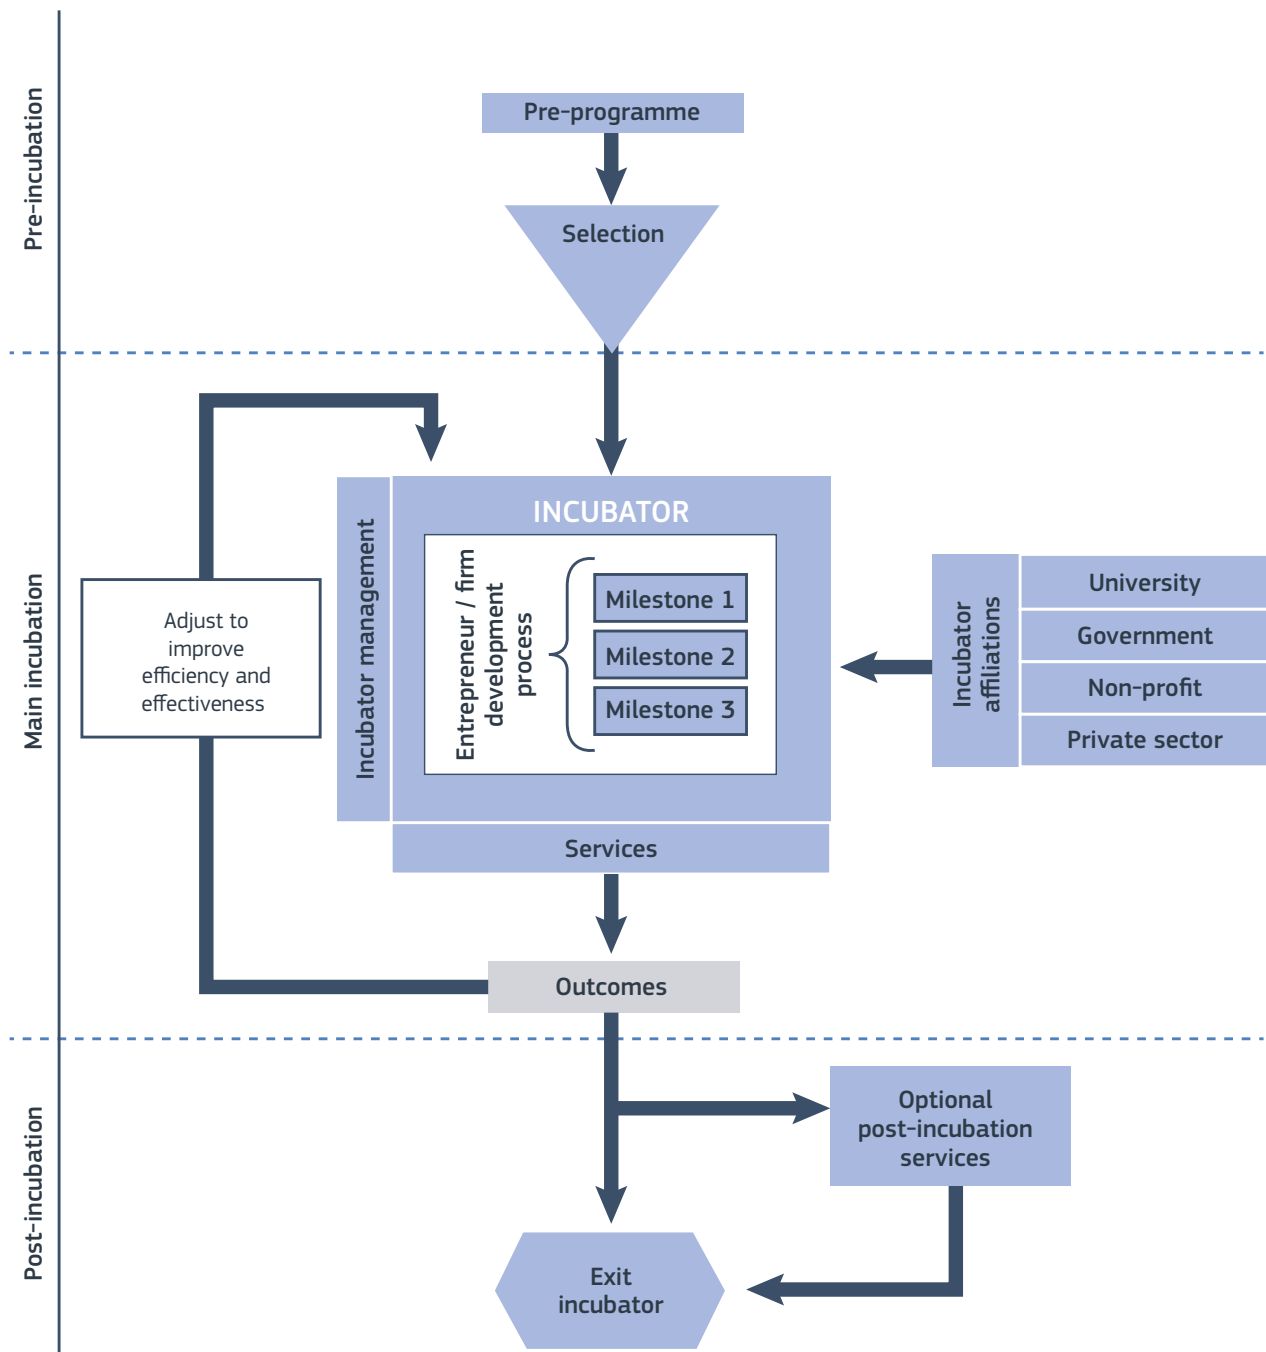 Pre-incubation
Pre-programme
Selection
Main incubation
Adjust to
improve
efficiency and
effectiveness
Incubator management
INCUBATOR
Entrepreneur / firm
development
process
Milestone 1
Milestone 2
Milestone 3
Services
Incubator
affiliations
University
Government
Non-profit
Private sector
Outcomes
Post-incubation
Optional
post-incubation
services
Exit
incubator